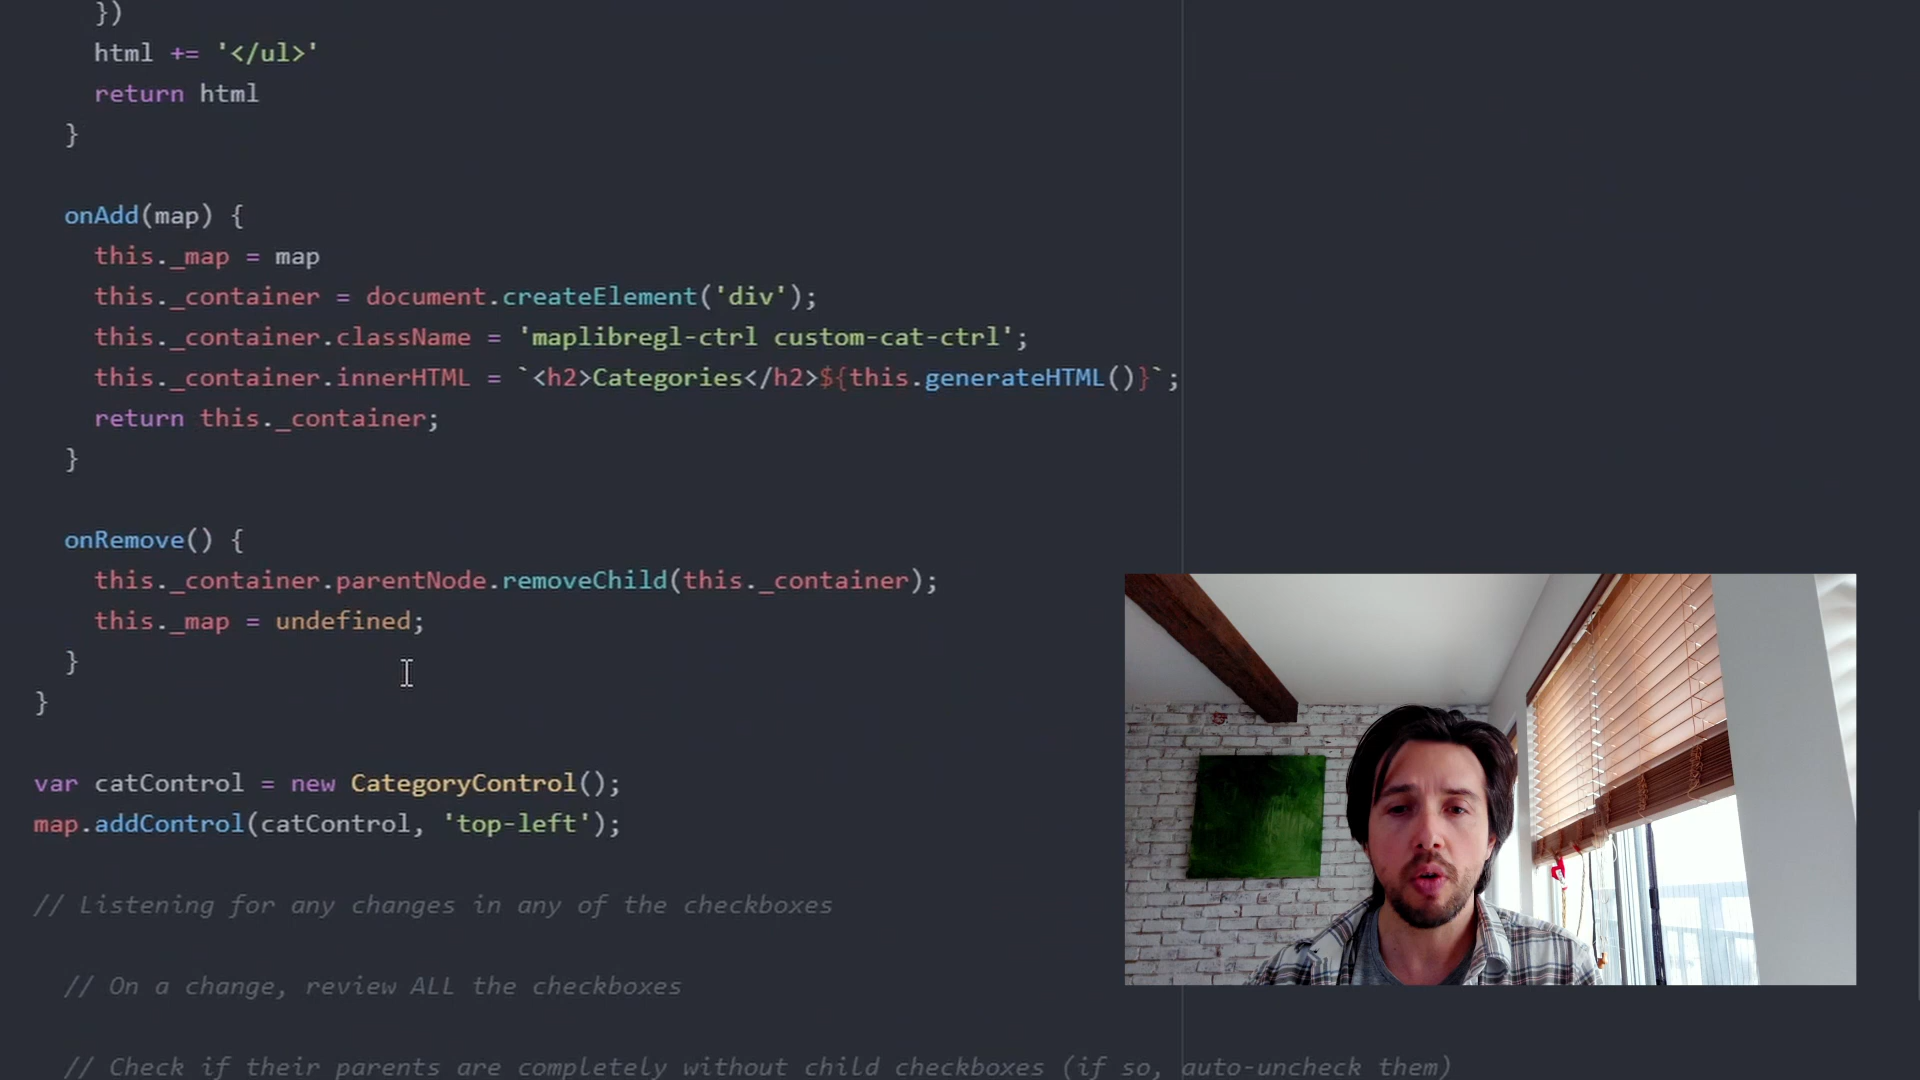 })
html += '</ul>'
return html
}
onAdd(map) {
this._map = map
this._container = document.createElement('div');
this._container.className = 'maplibregl-ctrl custom-cat-ctrl';
this._container.innerHTML = `<h2>Categories</h2>${this.generateHTML()}`;
return this._container;
}
onRemove() {
this._container.parentNode.removeChild(this._container);
this._map = undefined;
}
}
var catControl = new CategoryControl();
map.addControl(catControl, 'top-left');
// Listening for any changes in any of the checkboxes
// On a change, review ALL the checkboxes
// Check if their parents are completely without child checkboxes (if so, auto-uncheck them)